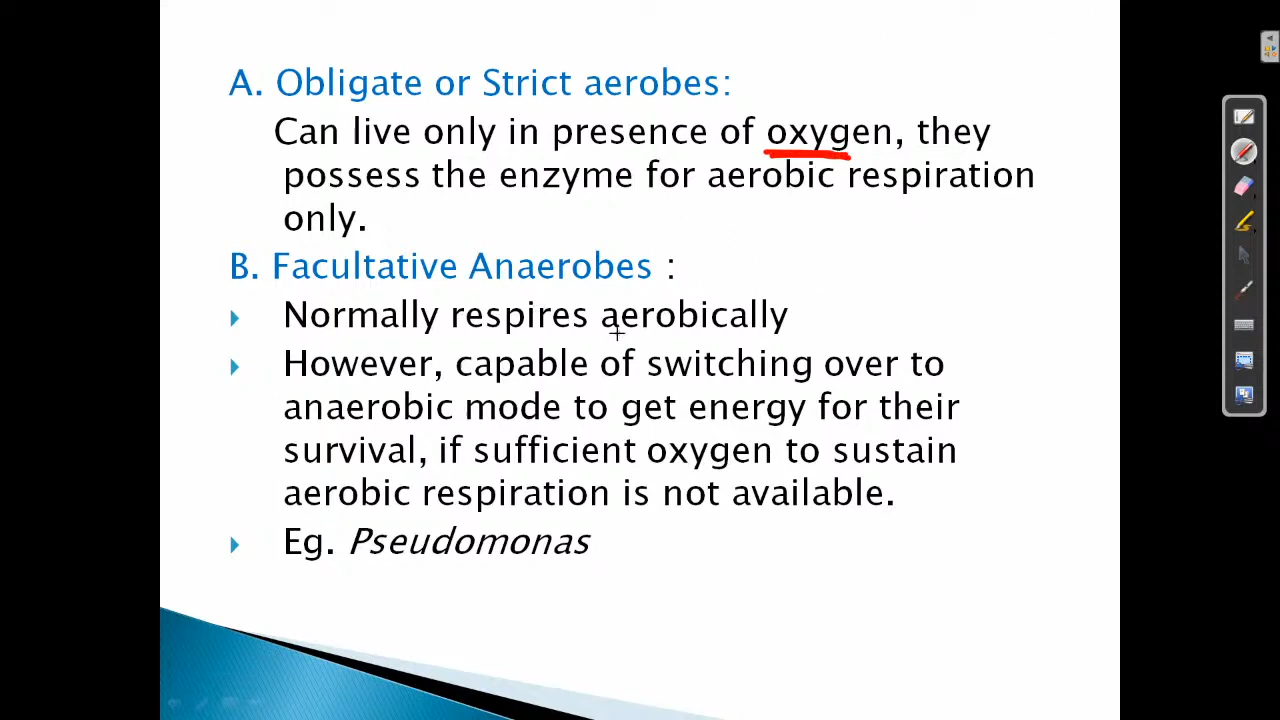 A. Obligate or Strict aerobes:
Can live only in presence of oxygen, they
possess the enzyme for aerobic respiration
only.
B. Facultative Anaerobes :
Normally respires aerobically
However, capable of switching over to
anaerobic mode to get energy for their
survival, if sufficient oxygen to sustain
aerobic respiration is not available.
Eg. Pseudomonas